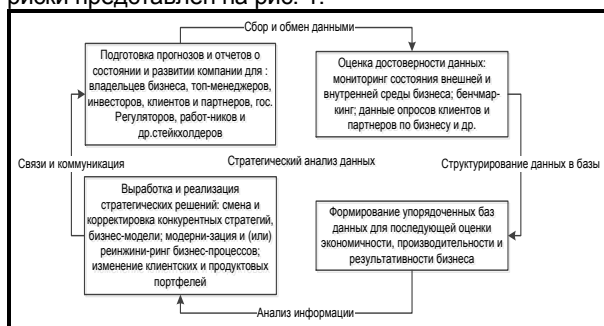 риски представлен на рис. 1.
Сбор и обмен данными
Подготовка прогнозов и отчетов о
состоянии и развитии компании для :
владельцев бизнеса, топ-менеджеров,
инвесторов, клиентов и партнеров, гос.
Регуляторов, работ-ников и
др.стейкхолдеров
Оценка достоверности данных:
мониторинг состояния внешней и
внутренней среды бизнеса; бенчмар-
кинг; данные опросов клиентов и
партнеров по бизнесу и др.
Связи и коммуникация
Стратегический анализ данных
Структурирование данных в базы
Выработка и реализация
стратегических решений: смена и
корректировка конкурентных стратегий,
бизнес-модели; модерни-зация и (или)
реинжини-ринг бизнес-процессов;
изменение клиентских и продуктовых
портфелей
Формирование упорядоченных баз
данных для последующей оценки
экономичности, производительности и
результативности бизнеса
Анализ информации